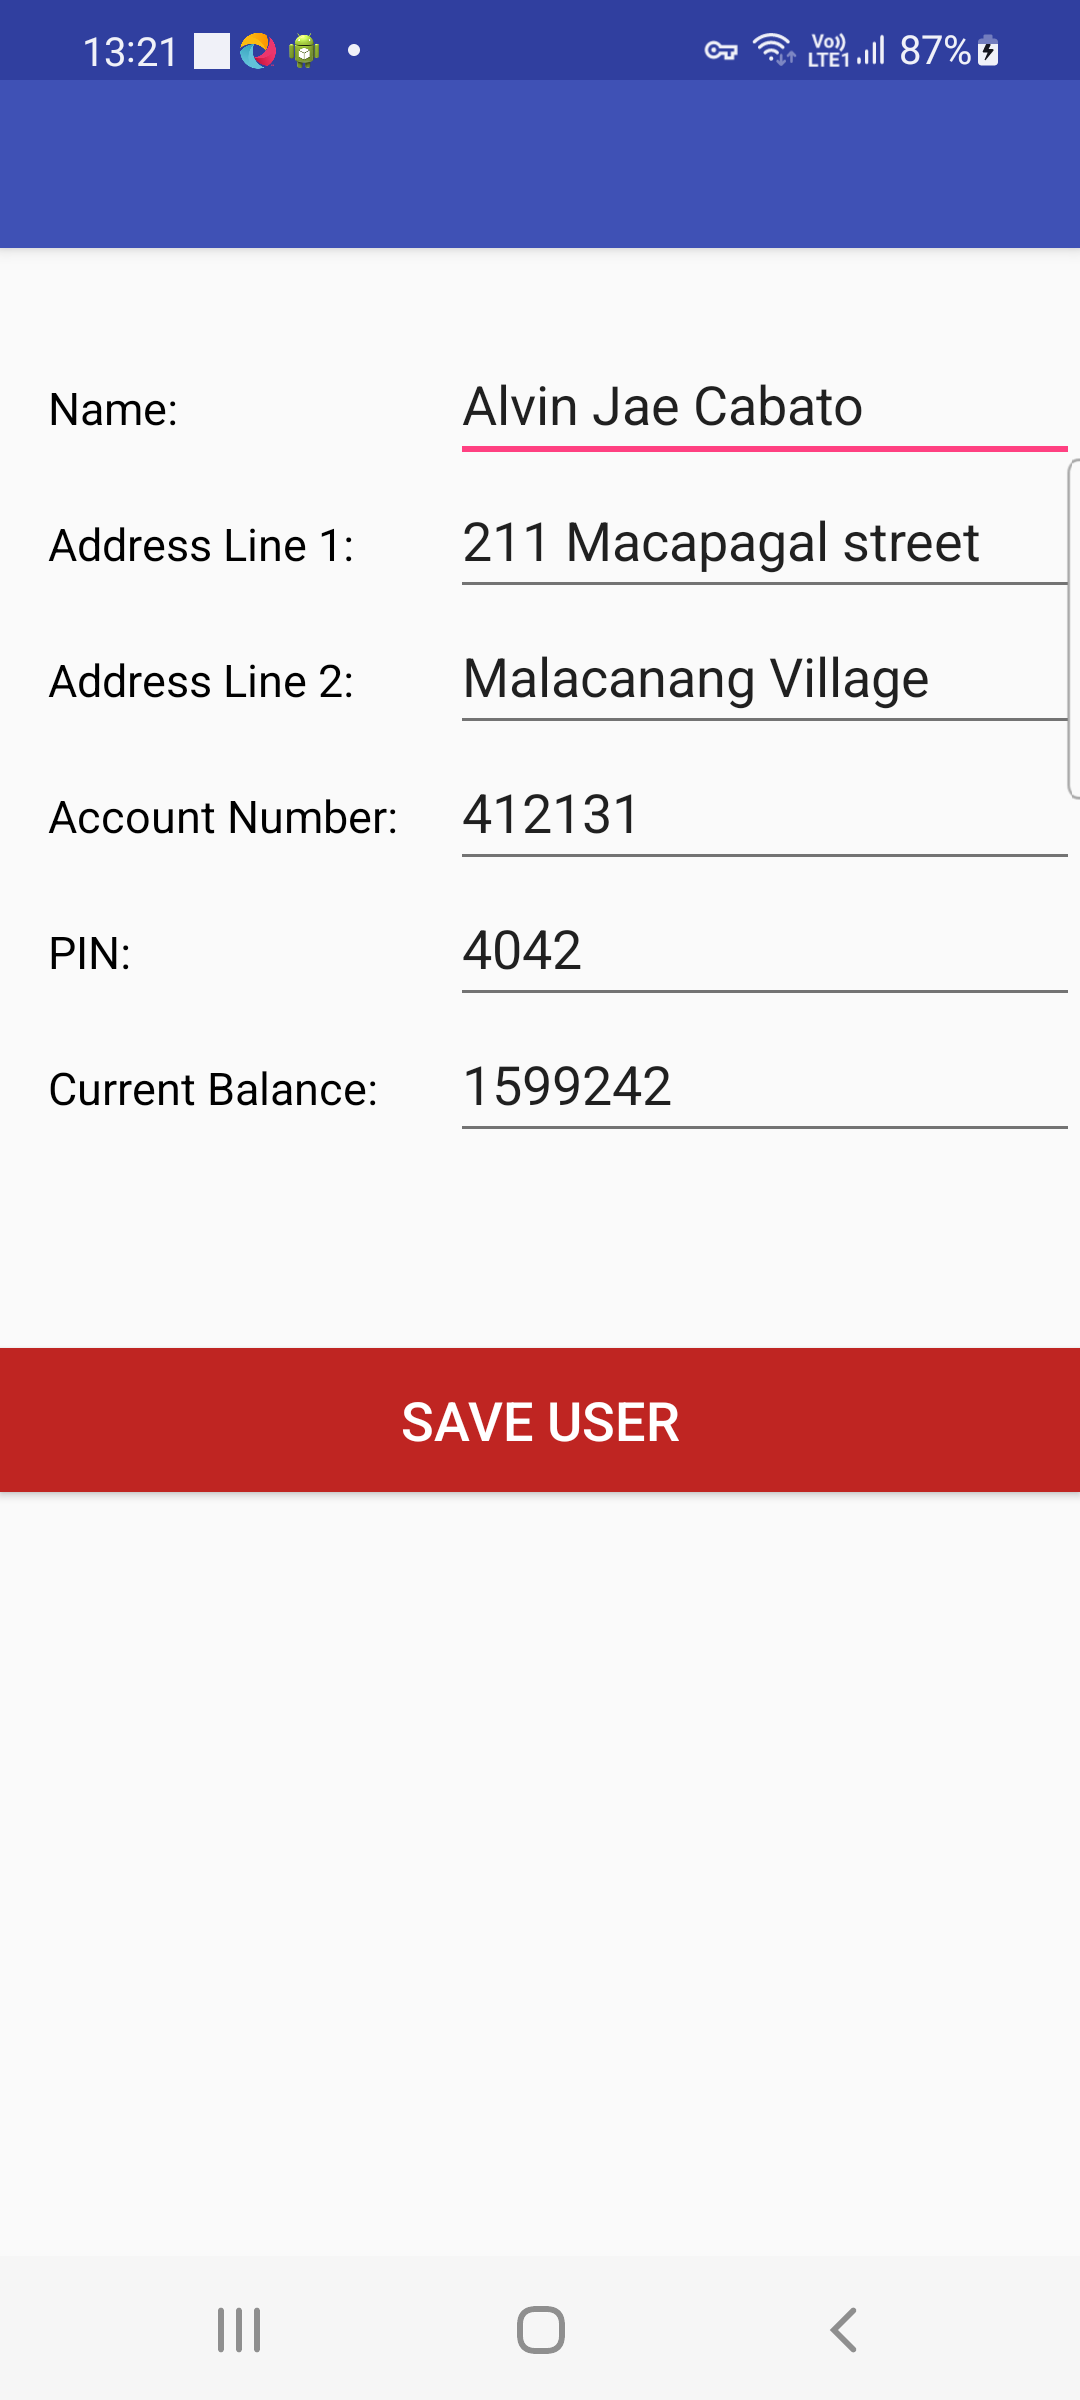 13:21 Vo)) LTE1 87%
Name: Alvin Jae Cabato
Address Line 1: 211 Macapagal street
Address Line 2: Malacanang Village
Account Number: 412131
PIN: 4042
Current Balance: 1599242
SAVE USER